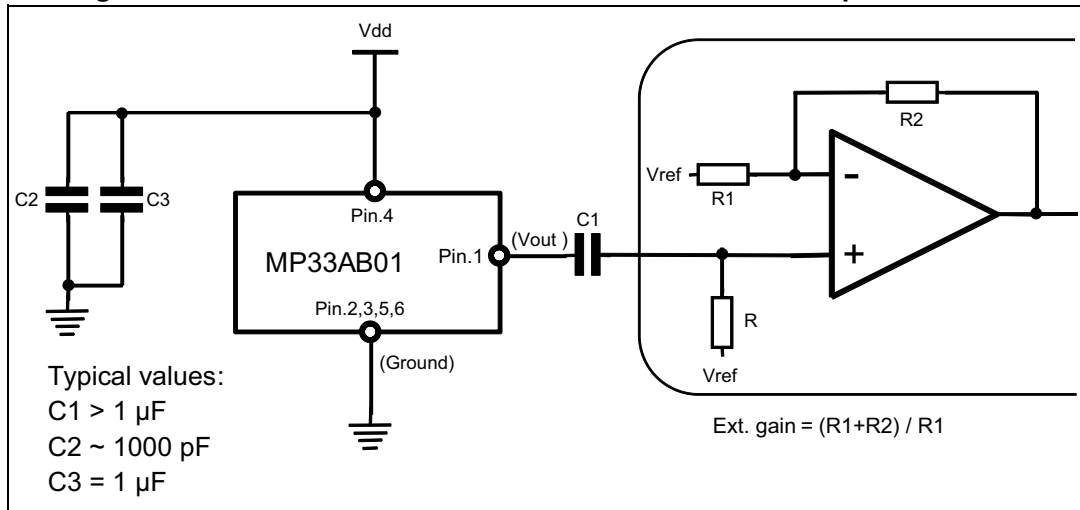 Vdd
C2
C3
Pin.4
MP33AB01
Pin.1
(Vout )
C1
Pin.2,3,5,6
(Ground)
Vref
R1
R2
-
+
R
Vref
Ext. gain = (R1+R2) / R1
Typical values:
C1 > 1 µF
C2 ~ 1000 pF
C3 = 1 µF